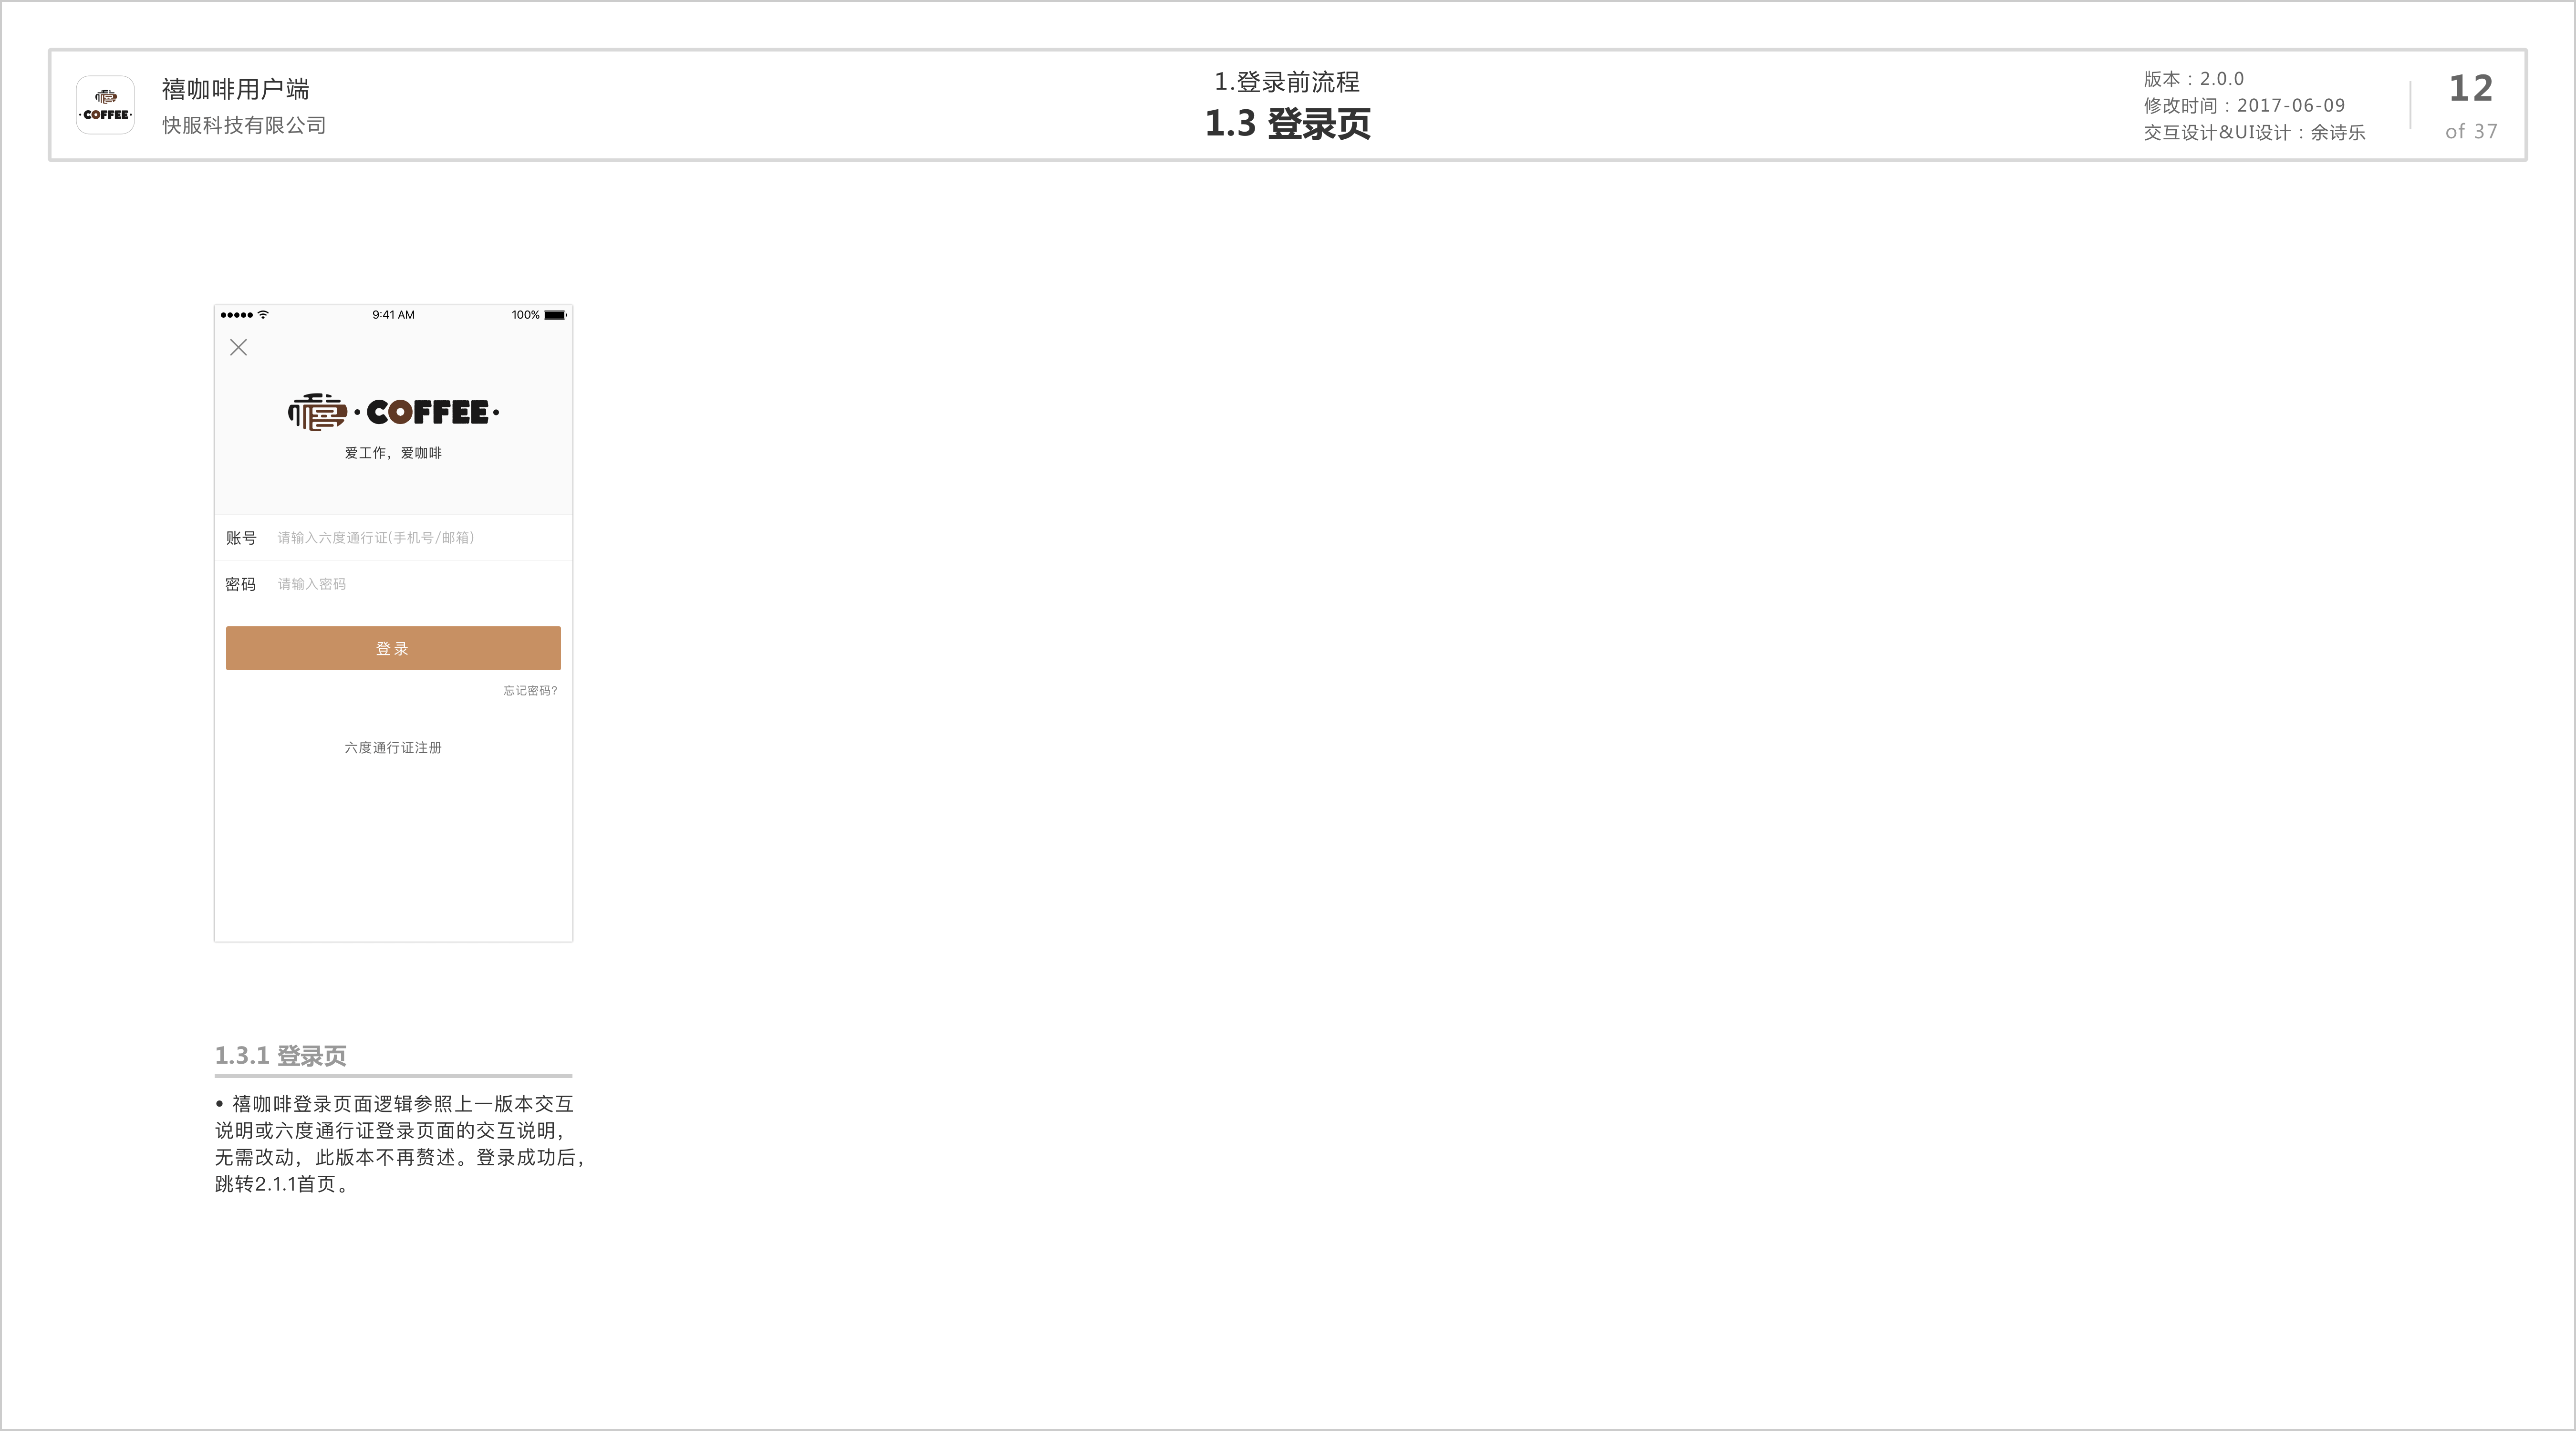 COFFEE
禧咖啡用户端
快服科技有限公司
1.登录前流程
1.3 登录页
版本：2.0.0
修改时间：2017-06-09
交互设计&UI设计：余诗乐
12
of 37
9:41 AM
100%
禧·COFFEE·
爱工作，爱咖啡
账号 请输入六度通行证(手机号/邮箱)
密码 请输入密码
登录
忘记密码?
六度通行证注册
1.3.1 登录页
• 禧咖啡登录页面逻辑参照上一版本交互
说明或六度通行证登录页面的交互说明，
无需改动，此版本不再赘述。登录成功后，
跳转2.1.1首页。